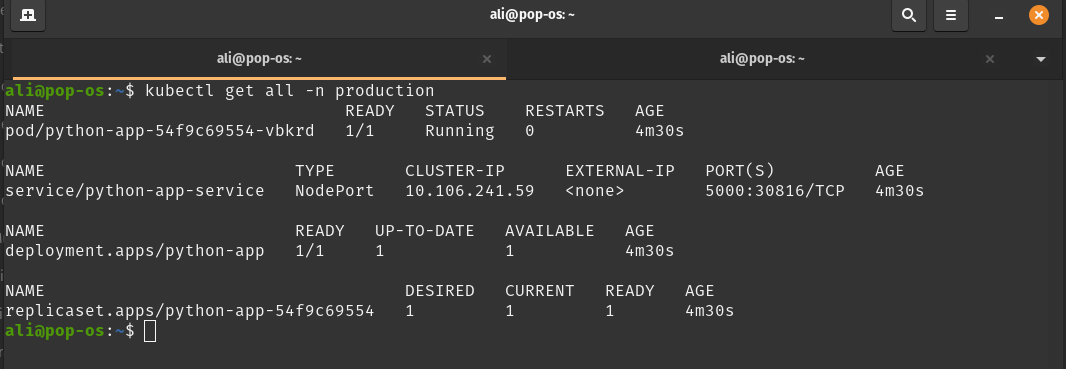 ali@pop-os: ~
ali@pop-os: ~ ali@pop-os: ~
ali@pop-os:~$ kubectl get all -n production
NAME                              READY   STATUS    RESTARTS   AGE
pod/python-app-54f9c69554-vbkrd   1/1     Running   0          4m30s

NAME                         TYPE       CLUSTER-IP      EXTERNAL-IP   PORT(S)          AGE
service/python-app-service   NodePort   10.106.241.59   <none>        5000:30816/TCP   4m30s

NAME                         READY   UP-TO-DATE   AVAILABLE   AGE
deployment.apps/python-app   1/1     1            1           4m30s

NAME                                    DESIRED   CURRENT   READY   AGE
replicaset.apps/python-app-54f9c69554   1         1         1       4m30s
ali@pop-os:~$